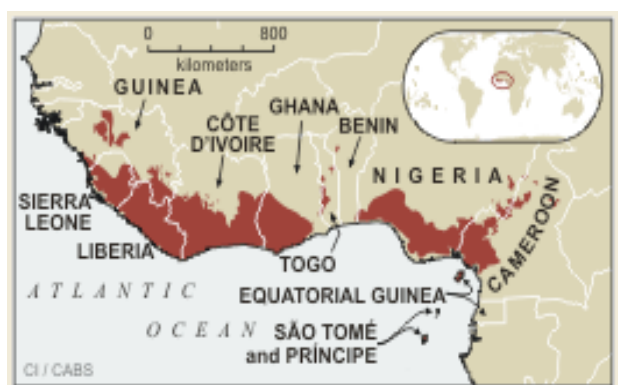 0 800
kilometers
GUINEA
GHANA
CÔTE
D'IVOIRE
BENIN
NIGERIA
SIERRA
LEONE
LIBERIA
TOGO
CAMEROON
EQUATORIAL GUINEA
ATLANTIC
OCEAN
SÃO TOMÉ
and PRÍNCIPE
CI / CABS